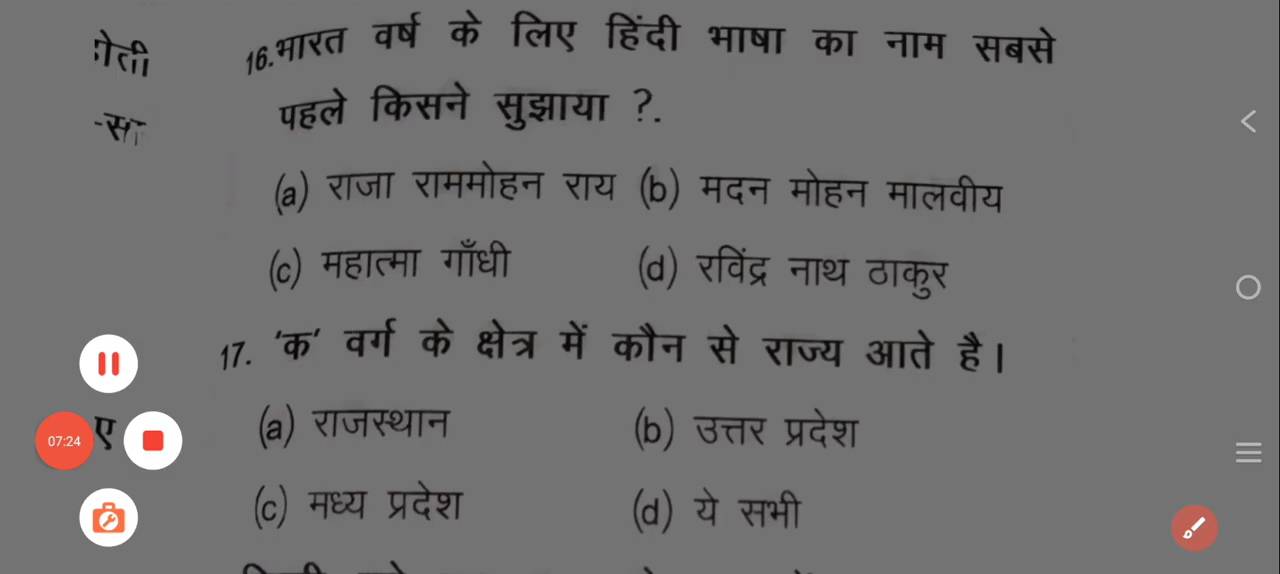 ोती
16. भारत वर्ष के लिए हिंदी भाषा का नाम सबसे
पहले किसने सुझाया ?.
(a) राजा राममोहन राय (b) मदन मोहन मालवीय
(c) महात्मा गाँधी (d) रविंद्र नाथ ठाकुर
17. 'क' वर्ग के क्षेत्र में कौन से राज्य आते है।
(a) राजस्थान (b) उत्तर प्रदेश
07:24 ए
(c) मध्य प्रदेश (d) ये सभी